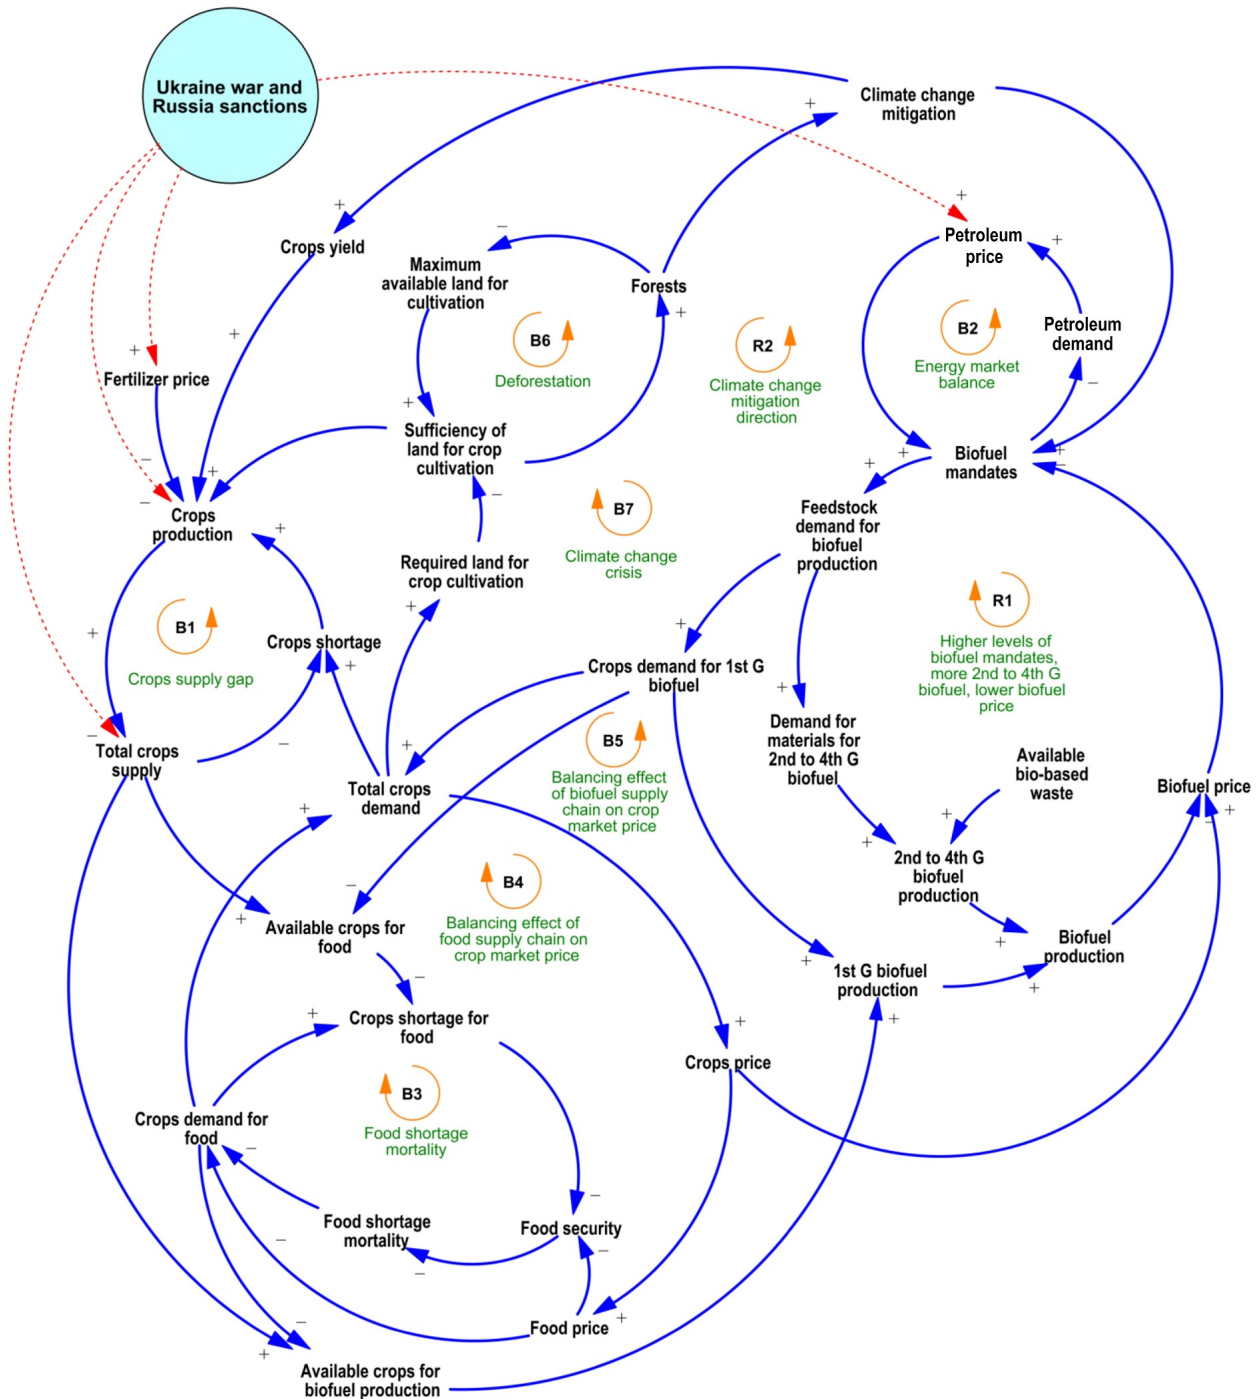 Ukraine war and
Russia sanctions
Climate change
mitigation
+
+
+
Crops yield
−
Petroleum
price
+
Maximum
available land for
cultivation
Forests
+
+
B6
Deforestation
R2
Climate change
mitigation
direction
B2
Energy market
balance
Petroleum
demand
−
+
Fertilizer price
+
Sufficiency of
land for crop
cultivation
−
+
−
Crops
production
+
+
−
Biofuel
mandates
+
+
Feedstock
demand for
biofuel
production
−
B7
Climate change
crisis
Required land for
crop cultivation
+
R1
Higher levels of
biofuel mandates,
more 2nd to 4th G
biofuel, lower biofuel
price
+
B1
Crops supply gap
Crops shortage
+
+
−
−
Total crops
supply
+
Crops demand for 1st G
biofuel
+
Demand for
materials for
2nd to 4th G
biofuel
B5
Balancing effect
of biofuel supply
chain on crop
market price
+
Total crops
demand
+
Available
bio-based
waste
Biofuel price
−
+
+
+
2nd to 4th G
biofuel
production
B4
Balancing effect of
food supply chain on
crop market price
−
+
Available crops for
food
+
Biofuel
production
+
+
1st G biofuel
production
+
−
+
Crops shortage for
food
+
Crops price
B3
Food shortage
mortality
Crops demand for
food
−
−
Food shortage
mortality
−
Food security
−
−
+
Food price
−
+
Available crops for
biofuel production